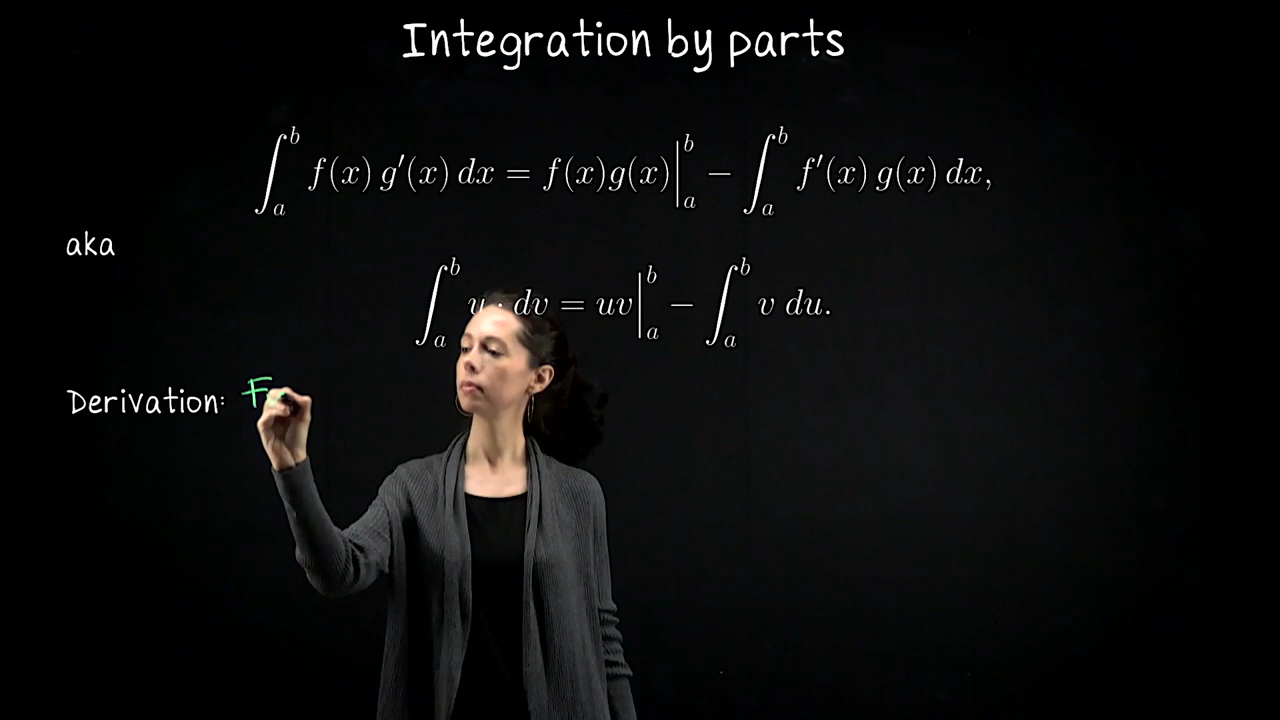 Integration by parts
∫_a^b f(x) g′(x) dx = f(x)g(x)|_a^b − ∫_a^b f′(x) g(x) dx,
aka
∫_a^b u · dv = uv|_a^b − ∫_a^b v du.
Derivation: F